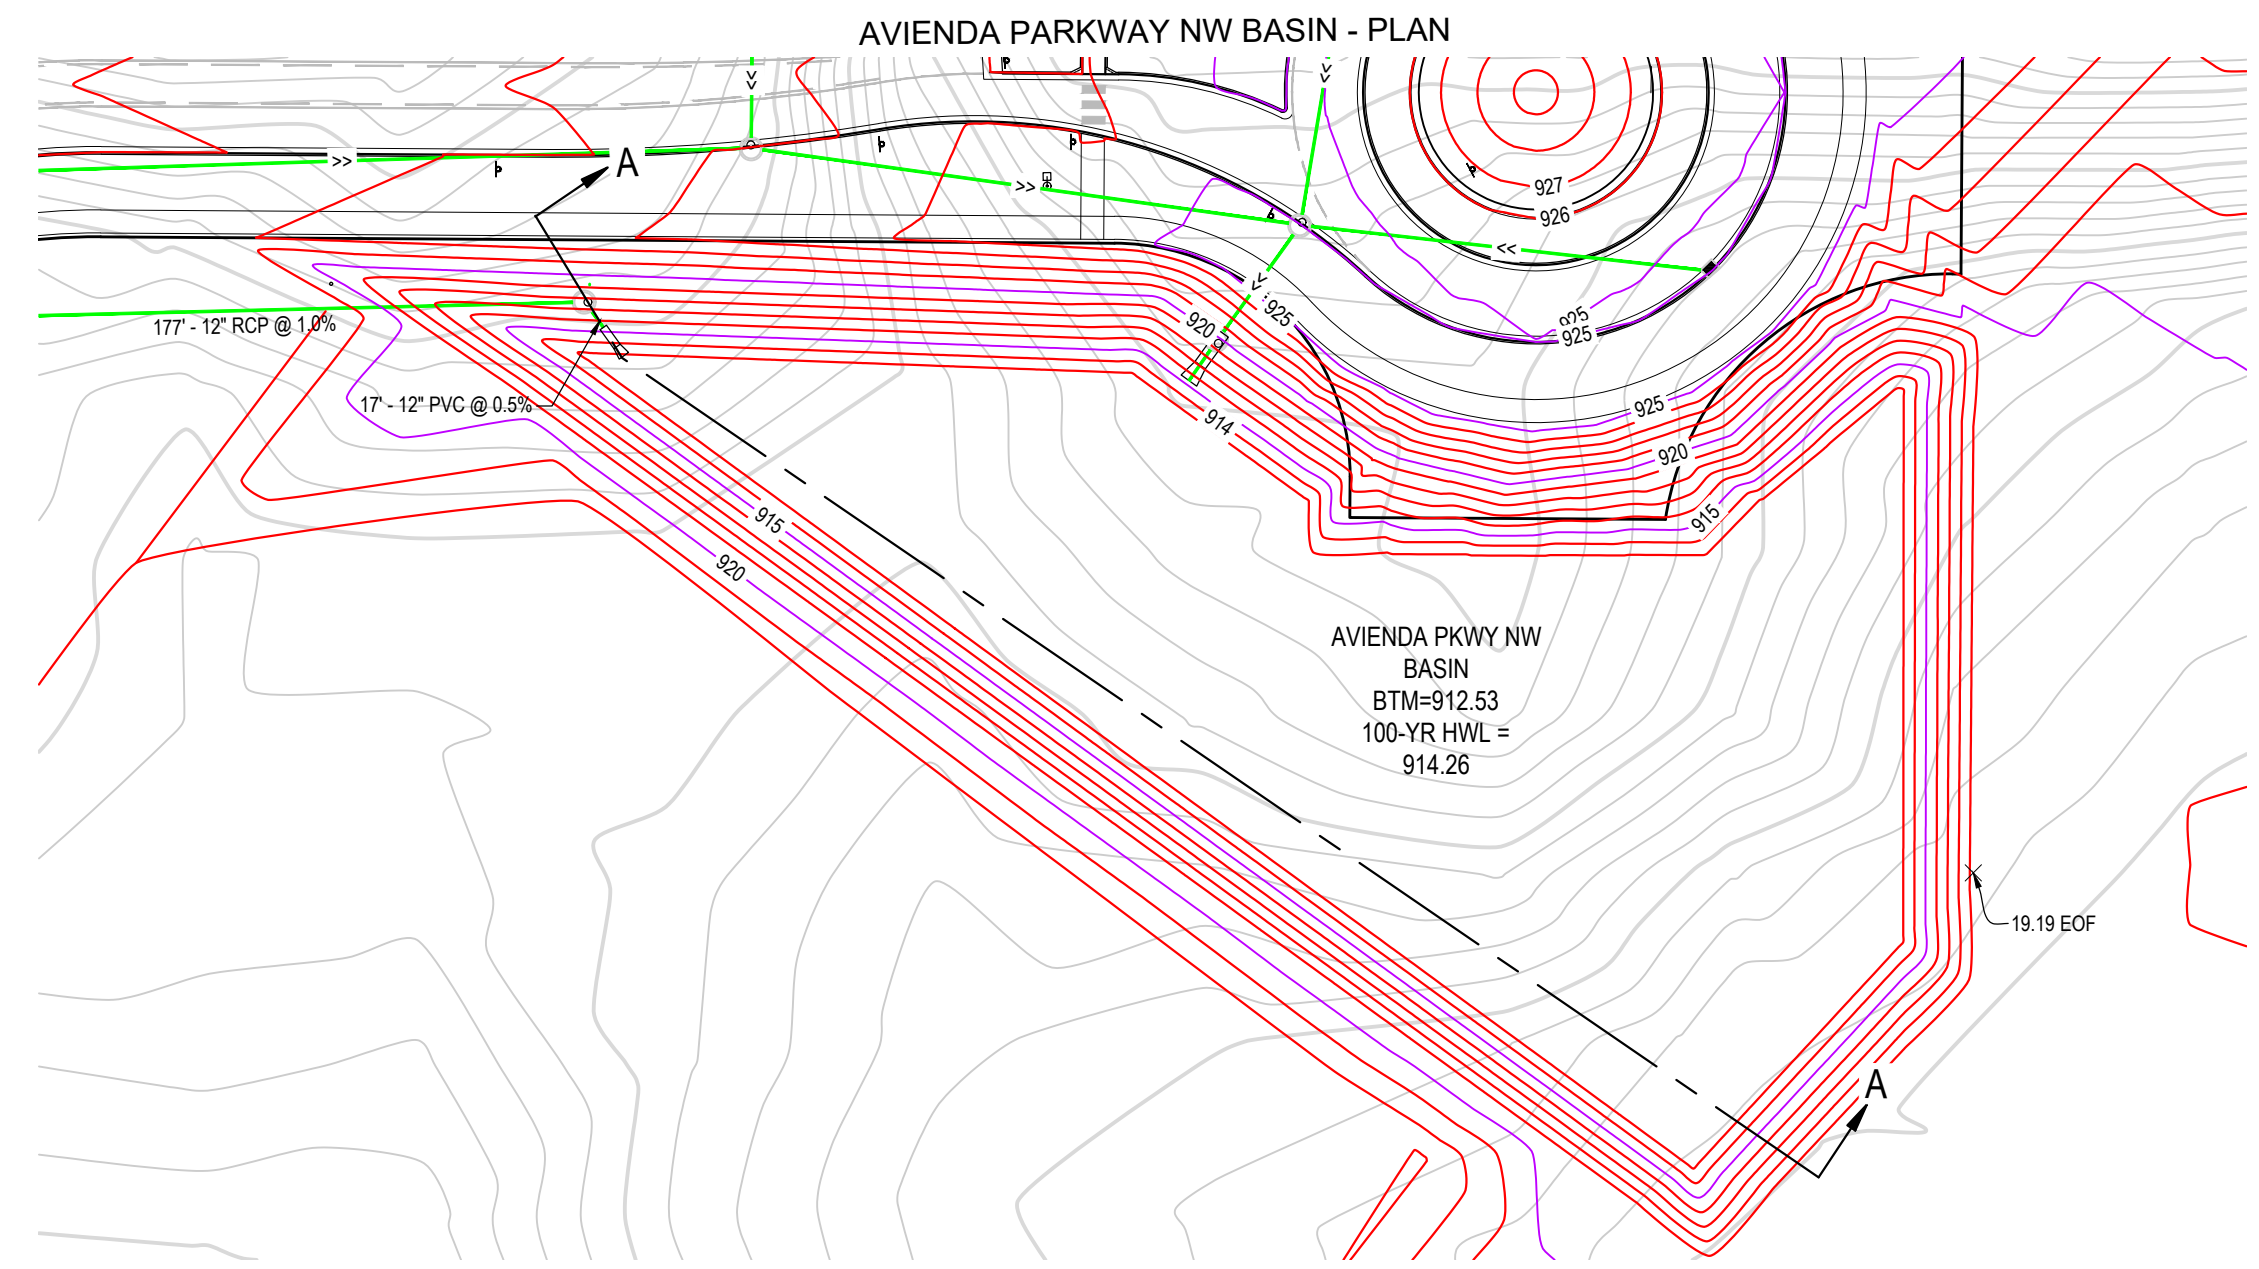 AVIENDA PARKWAY NW BASIN - PLAN
A
927
926
925
925
177' - 12" RCP @ 1.0%
920
925
17' - 12" PVC @ 0.5%
914
925
920
915
915
920
AVIENDA PKWY NW
BASIN
BTM=912.53
100-YR HWL =
914.26
19.19 EOF
A